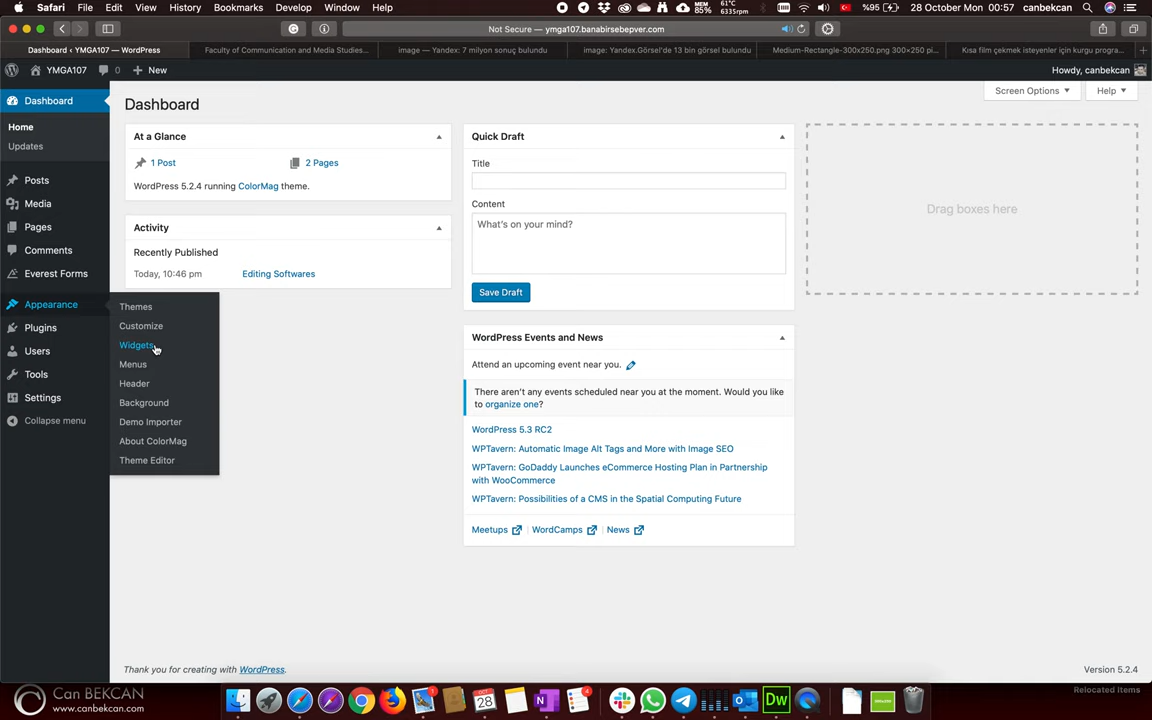 Safari File Edit View History Bookmarks Develop Window Help
MEM 85% 61°C 6335rpm %95 28 October Mon 00:57 canbekcan
Not Secure — ymga107.banabirsebepver.com
Dashboard ‹ YMGA107 — WordPress
Faculty of Communication and Media Studies...
image — Yandex: 7 milyon sonuç bulundu
image: Yandex.Görsel'de 13 bin görsel bulundu
Medium-Rectangle-300x250.png 300×250 pi...
Kısa film çekmek isteyenler için kurgu progra...
YMGA107 0 + New
Howdy, canbekcan
Screen Options Help
Dashboard
Home
Updates
Posts
Media
Pages
Comments
Everest Forms
Appearance
Plugins
Users
Tools
Settings
Collapse menu
Themes
Customize
Widgets
Menus
Header
Background
Demo Importer
About ColorMag
Theme Editor
Dashboard
At a Glance
1 Post 2 Pages
WordPress 5.2.4 running ColorMag theme.
Activity
Recently Published
Today, 10:46 pm Editing Softwares
Quick Draft
Title
Content
What's on your mind?
Save Draft
WordPress Events and News
Attend an upcoming event near you.
There aren't any events scheduled near you at the moment. Would you like
to organize one?
WordPress 5.3 RC2
WPTavern: Automatic Image Alt Tags and More with Image SEO
WPTavern: GoDaddy Launches eCommerce Hosting Plan in Partnership
with WooCommerce
WPTavern: Possibilities of a CMS in the Spatial Computing Future
Meetups | WordCamps | News
Drag boxes here
Thank you for creating with WordPress.
Version 5.2.4
Can BEKCAN
www.canbekcan.com
OCT
28
1
4
Dw
Relocated Items